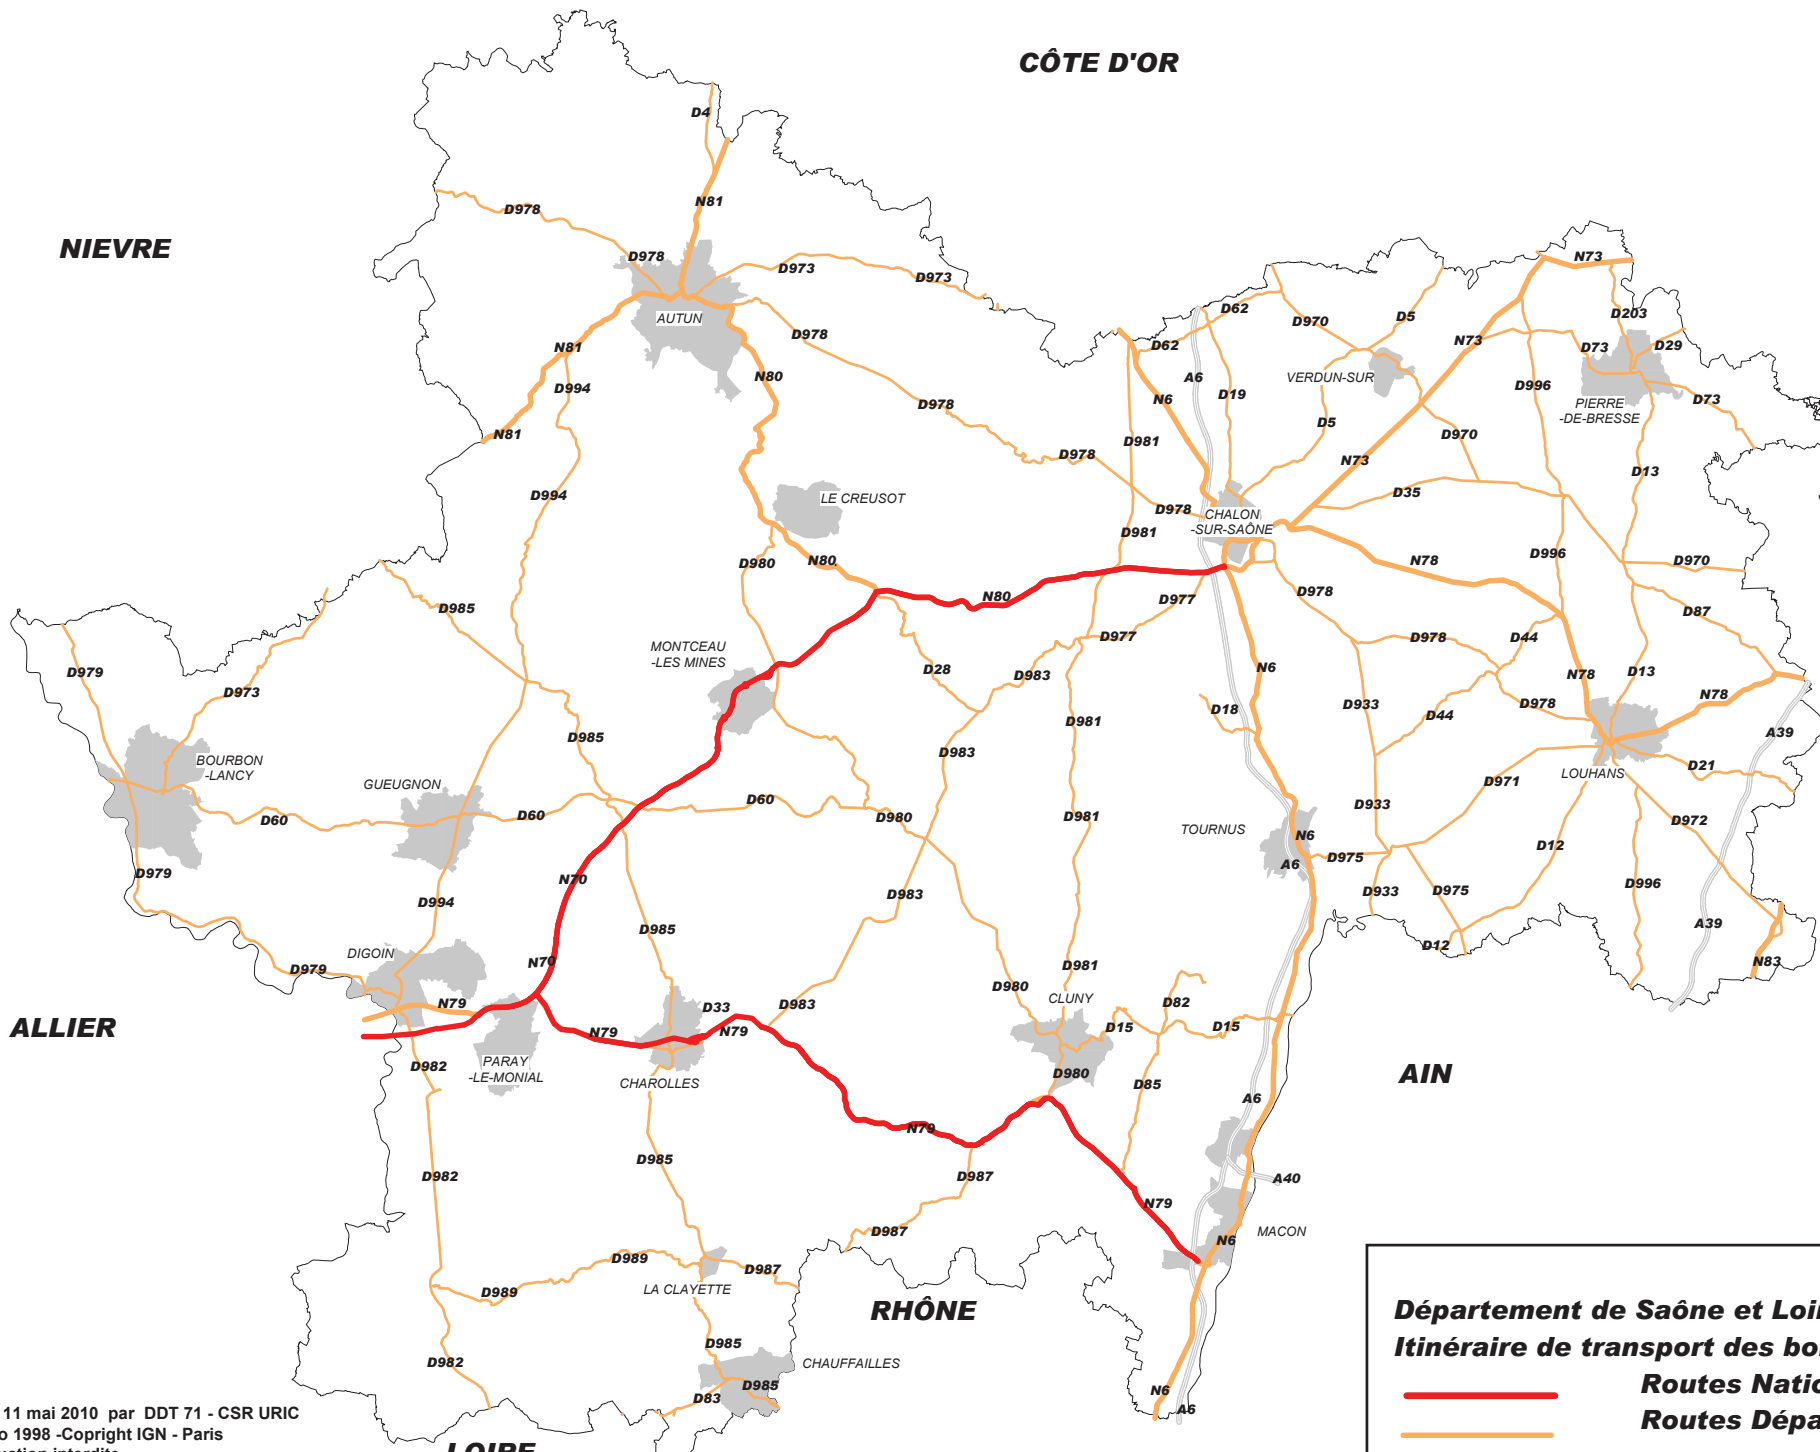 CÔTE D'OR
D4
N81
D978
NIEVRE
D978
D973
D973
N73
AUTUN
D978
N81
D994
N80
D978
N81
D62
D970
D5
D203
D62
N73
D73
D29
A6
VERDUN-SUR
N6
D19
D996
PIERRE
-DE-BRESSE
D73
D5
D981
D970
D978
N73
D13
D994
LE CREUSOT
D35
D978
CHALON
-SUR-SAÔNE
D981
D980
N80
D996
N78
D970
D985
N80
D977
D978
D87
MONTCEAU
-LES MINES
D977
D978
D44
D979
D28
D983
N6
N78
D13
D973
N78
D18
D933
D44
D978
D981
A39
D985
D983
BOURBON
-LANCY
GUEUGNON
D971
LOUHANS
D21
D60
D60
D60
D980
D981
TOURNUS
D933
D972
N6
A6
D975
D12
D979
N70
D983
D933
D975
D996
D994
D985
A39
D12
DIGOIN
N70
D979
D981
N83
D980
CLUNY
N79
D33
D983
D82
ALLIER
N79
N79
D15
D15
D982
PARAY
-LE-MONIAL
CHAROLLES
D980
D85
AIN
A6
N79
D985
D982
D987
A40
N79
D987
MACON
N6
D989
D987
D989
LA CLAYETTE
RHÔNE
Département de Saône et Loi
Itinéraire de transport des bo
D985
D982
CHAUFFAILLES
D985
D83
N6
A6
Routes Natio
Routes Dépa
11 mai 2010 par DDT 71 - CSR URIC
o 1998 -Copright IGN - Paris
LOIRE